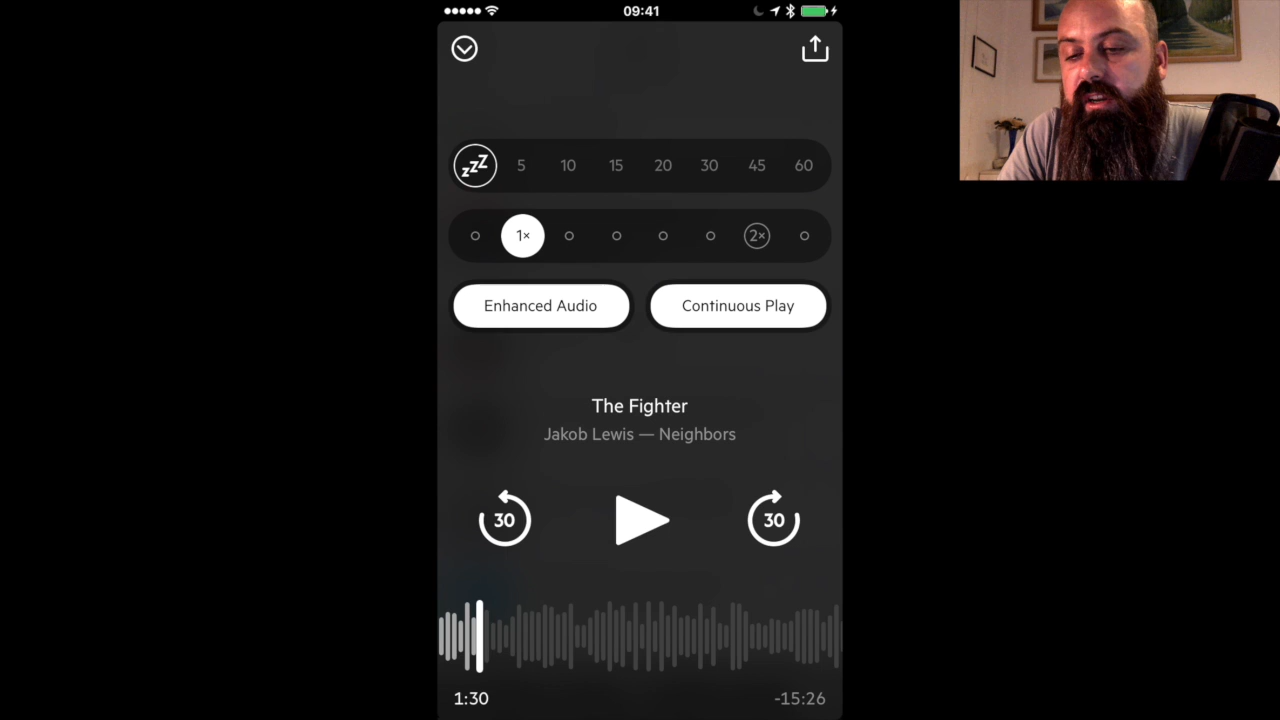 09:41
zzZ 5 10 15 20 30 45 60
1× 2×
Enhanced Audio Continuous Play
The Fighter
Jakob Lewis — Neighbors
30 30
1:30 -15:26